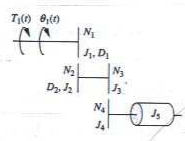 T₁(t) θ₁(t)
N₁
J₁, D₁
N₂ N₃
D₂, J₂ J₃
N₄
J₄ J₅